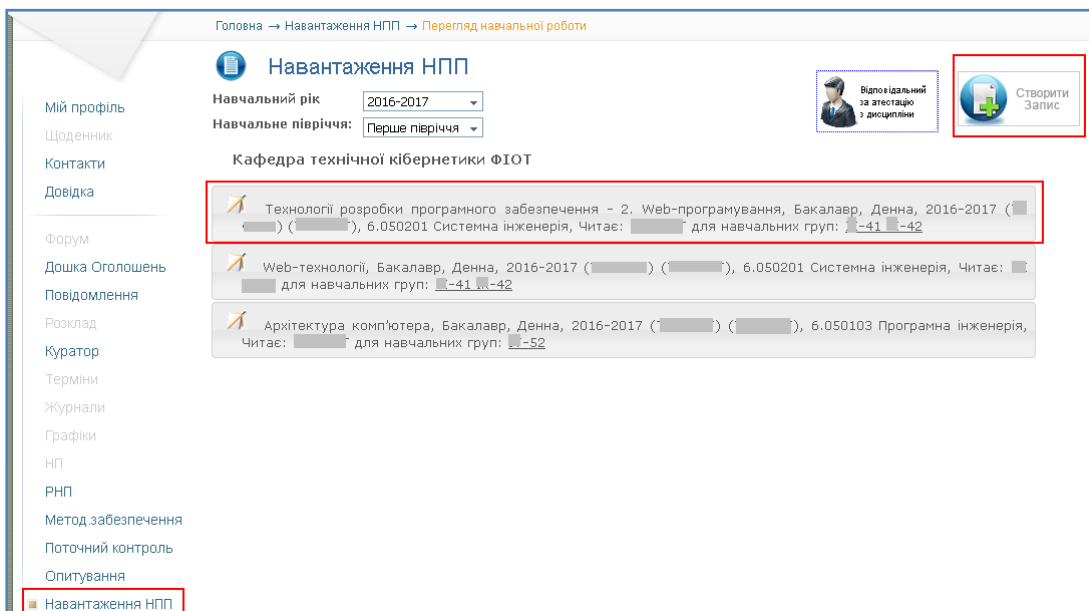 Головна → Навантаження НПП → Перегляд навчальної роботи
Навантаження НПП
Навчальний рік
2016-2017
Навчальне півріччя:
Перше півріччя
Відповідальний
за атестацію
з дисципліни
Створити
Запис
Кафедра технічної кібернетики ФІОТ
Технології розробки програмного забезпечення - 2. Web-програмування, Бакалавр, Денна, 2016-2017 (
) ( ), 6.050201 Системна інженерія, Читає: для навчальних груп: -41 -42
Web-технології, Бакалавр, Денна, 2016-2017 ( ) ( ), 6.050201 Системна інженерія, Читає:
для навчальних груп: -41 -42
Архітектура комп'ютера, Бакалавр, Денна, 2016-2017 ( ) ( ), 6.050103 Програмна інженерія,
Читає: для навчальних груп: -52
Мій профіль
Щоденник
Контакти
Довідка
Форум
Дошка Оголошень
Повідомлення
Розклад
Куратор
Терміни
Журнали
Графіки
НП
РНП
Метод.забезпечення
Поточний контроль
Опитування
Навантаження НПП